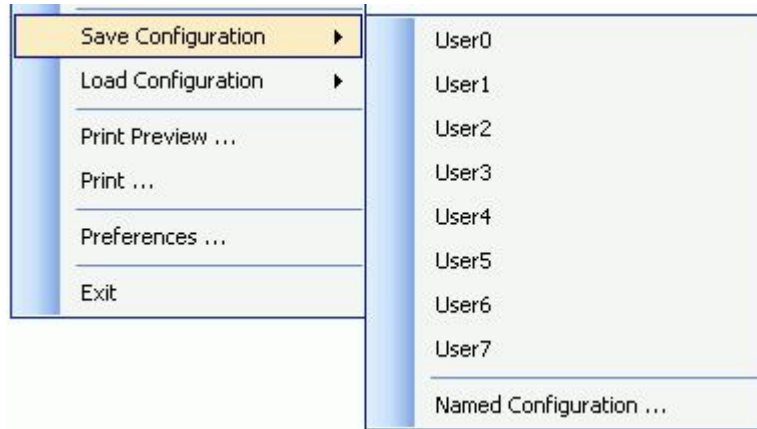 Save Configuration
Load Configuration
Print Preview ...
Print ...
Preferences ...
Exit
User0
User1
User2
User3
User4
User5
User6
User7
Named Configuration ...